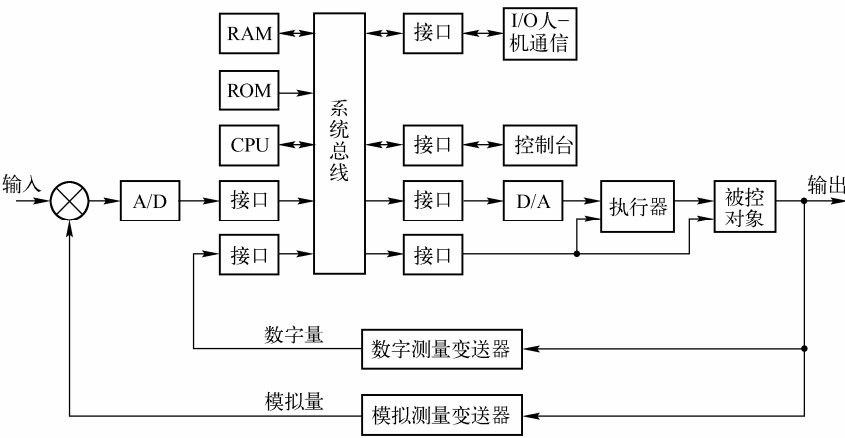 RAM
接口
I/O人-
机通信
ROM
系统总线
CPU
接口
控制台
输入
A/D
接口
接口
D/A
执行器
被控
对象
输出
接口
接口
数字量
数字测量变送器
模拟量
模拟测量变送器